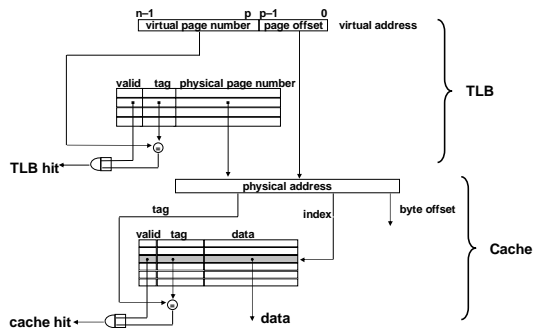 n–1 p p–1 0
virtual page number page offset virtual address
valid tag physical page number
TLB
=
TLB hit
physical address
tag
index
byte offset
valid tag data
Cache
=
cache hit
data